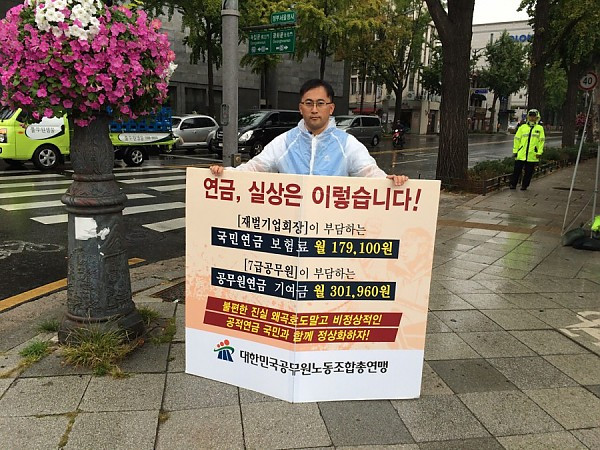 연금, 실상은 이렇습니다!
[재벌기업회장]이 부담하는
국민연금 보험료 월 179,100원
[7급공무원]이 부담하는
공무원연금 기여금 월 301,960원
불편한 진실 왜곡호도말고 비정상적인
공적연금 국민과 함께 정상화하자!
대한민국공무원노동조합총연맹
40